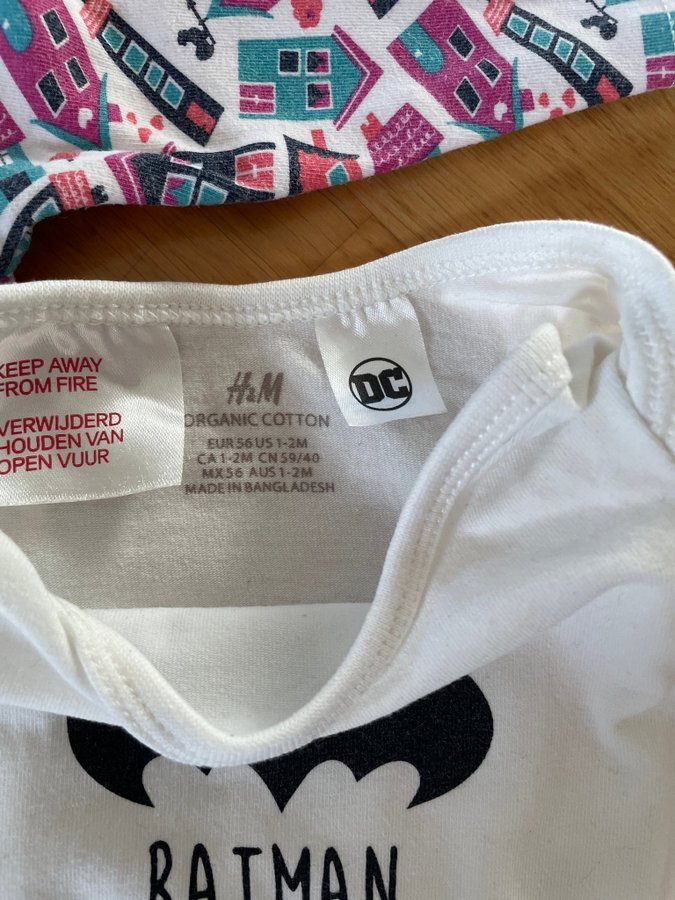 KEEP AWAY
FROM FIRE
VERWIJDERD
HOUDEN VAN
OPEN VUUR
H&M
ORGANIC COTTON
EUR 56 US 1-2M
CA 1-2M CN 59/40
MX 56 AUS 1-2M
MADE IN BANGLADESH
DC
BATMAN